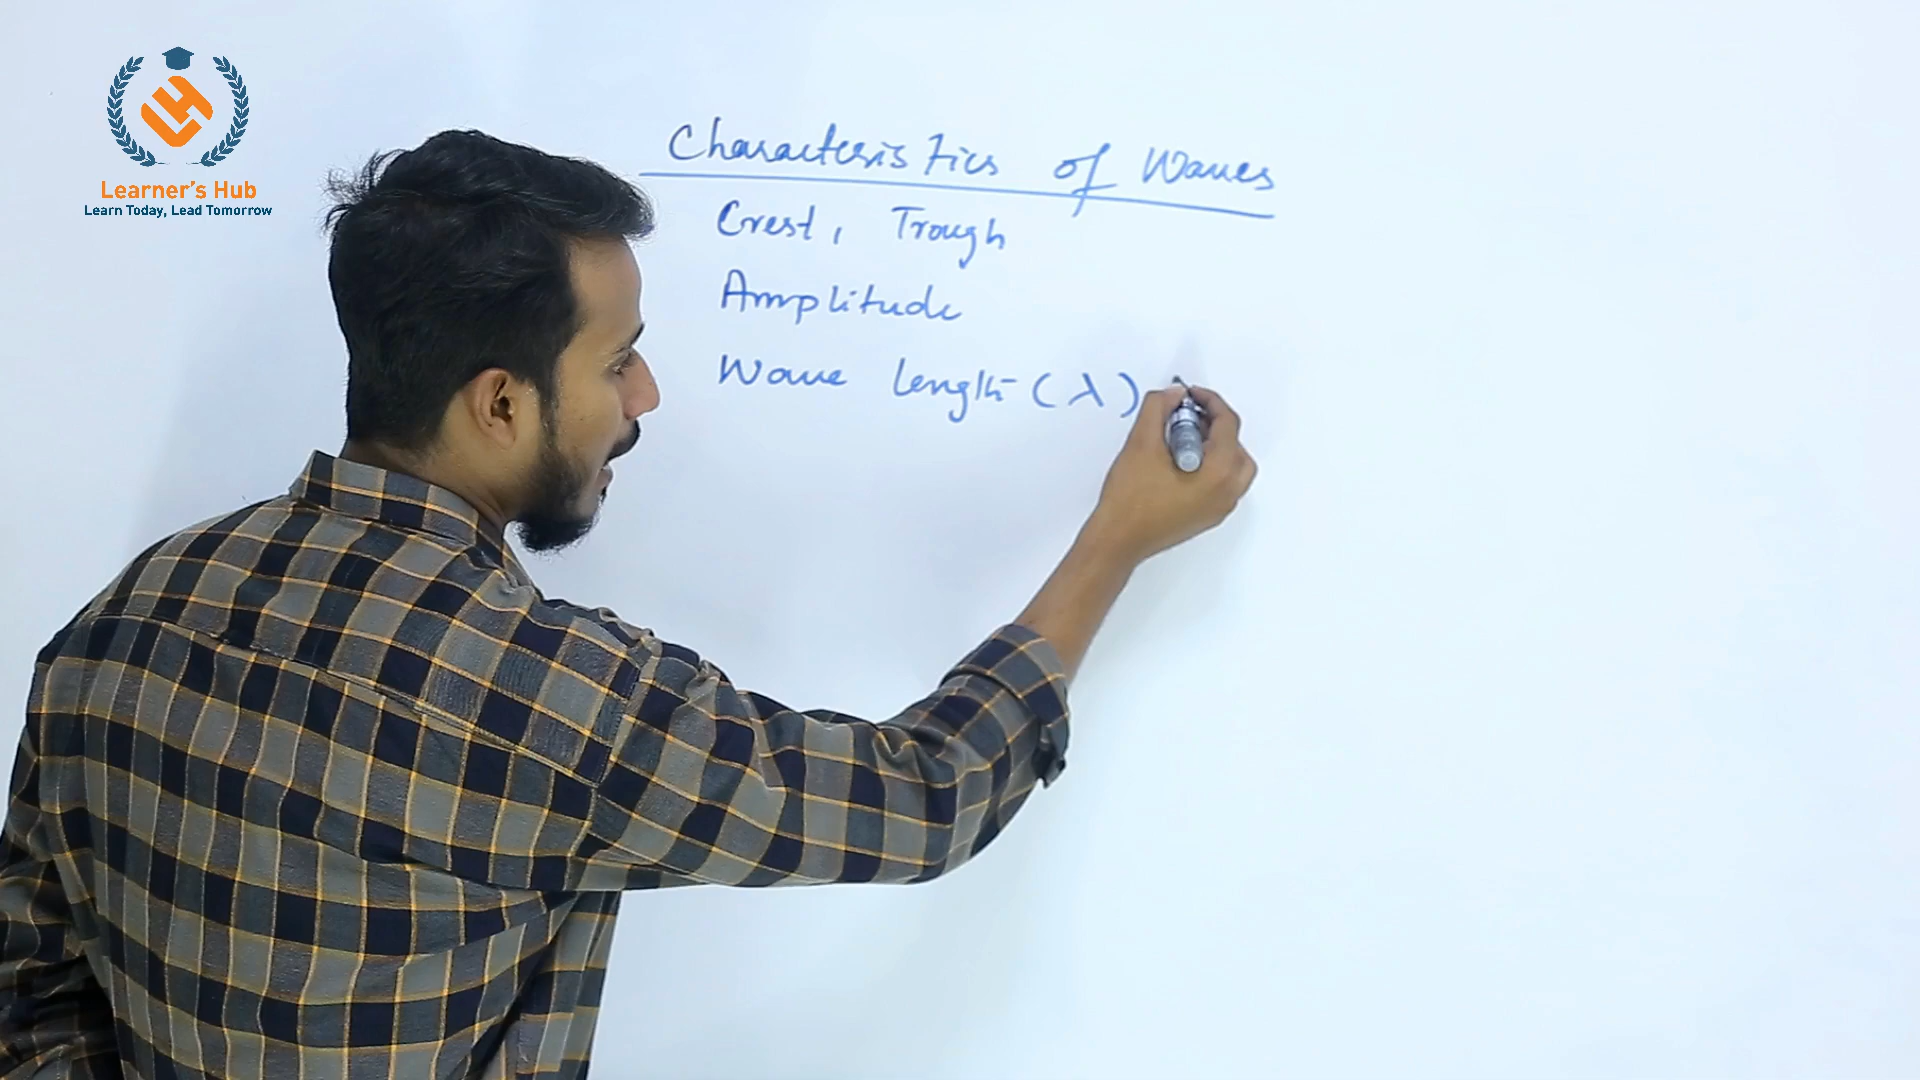 Learner's Hub
Learn Today, Lead Tomorrow
Characteristics of Waves
Crest, Trough
Amplitude
Wave length (λ)